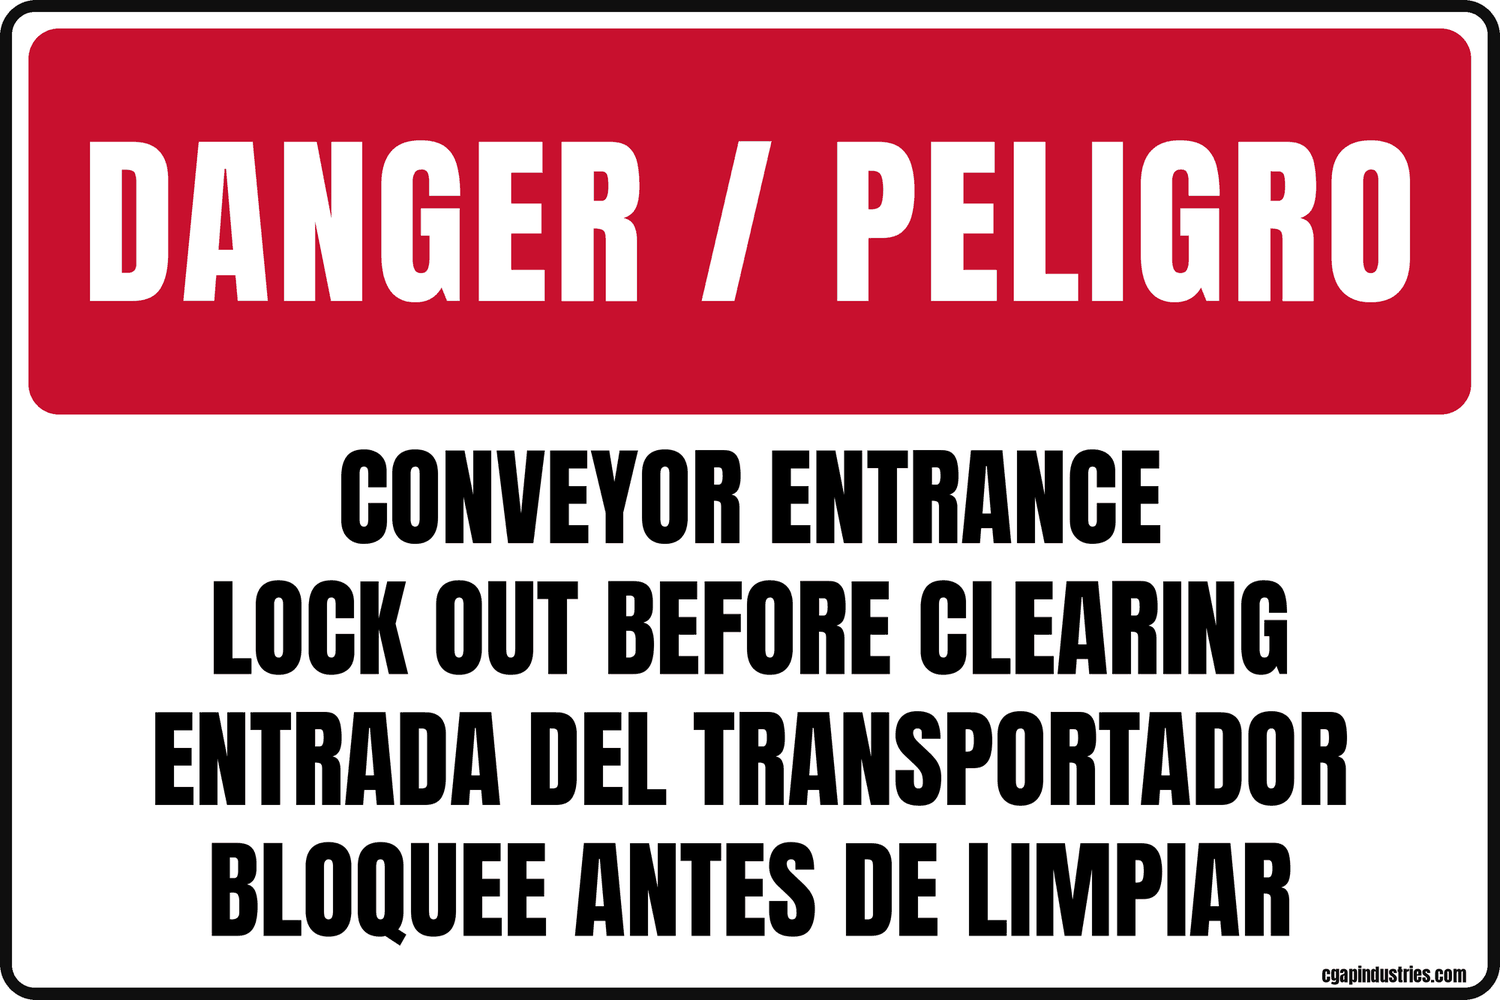 DANGER / PELIGRO
CONVEYOR ENTRANCE
LOCK OUT BEFORE CLEARING
ENTRADA DEL TRANSPORTADOR
BLOQUEE ANTES DE LIMPIAR
cgapindustries.com